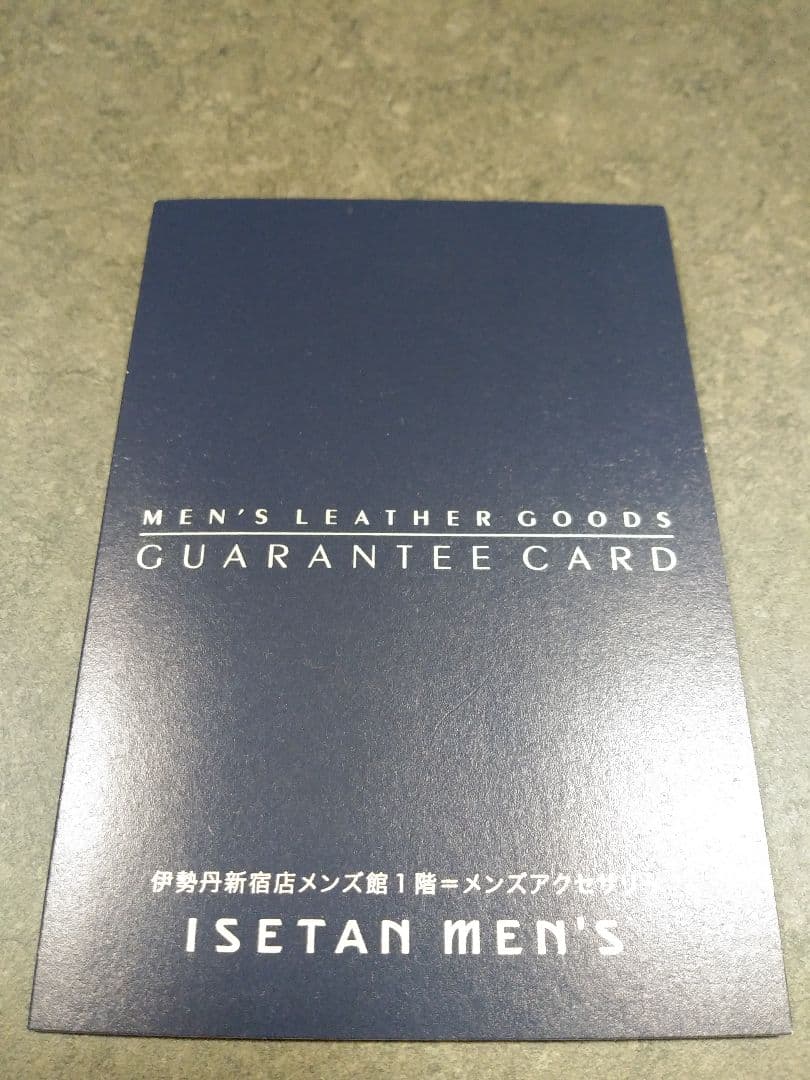 MEN'S LEATHER GOODS
GUARANTEE CARD
伊勢丹新宿店メンズ館1階=メンズアクセサリー
ISETAN MEN'S